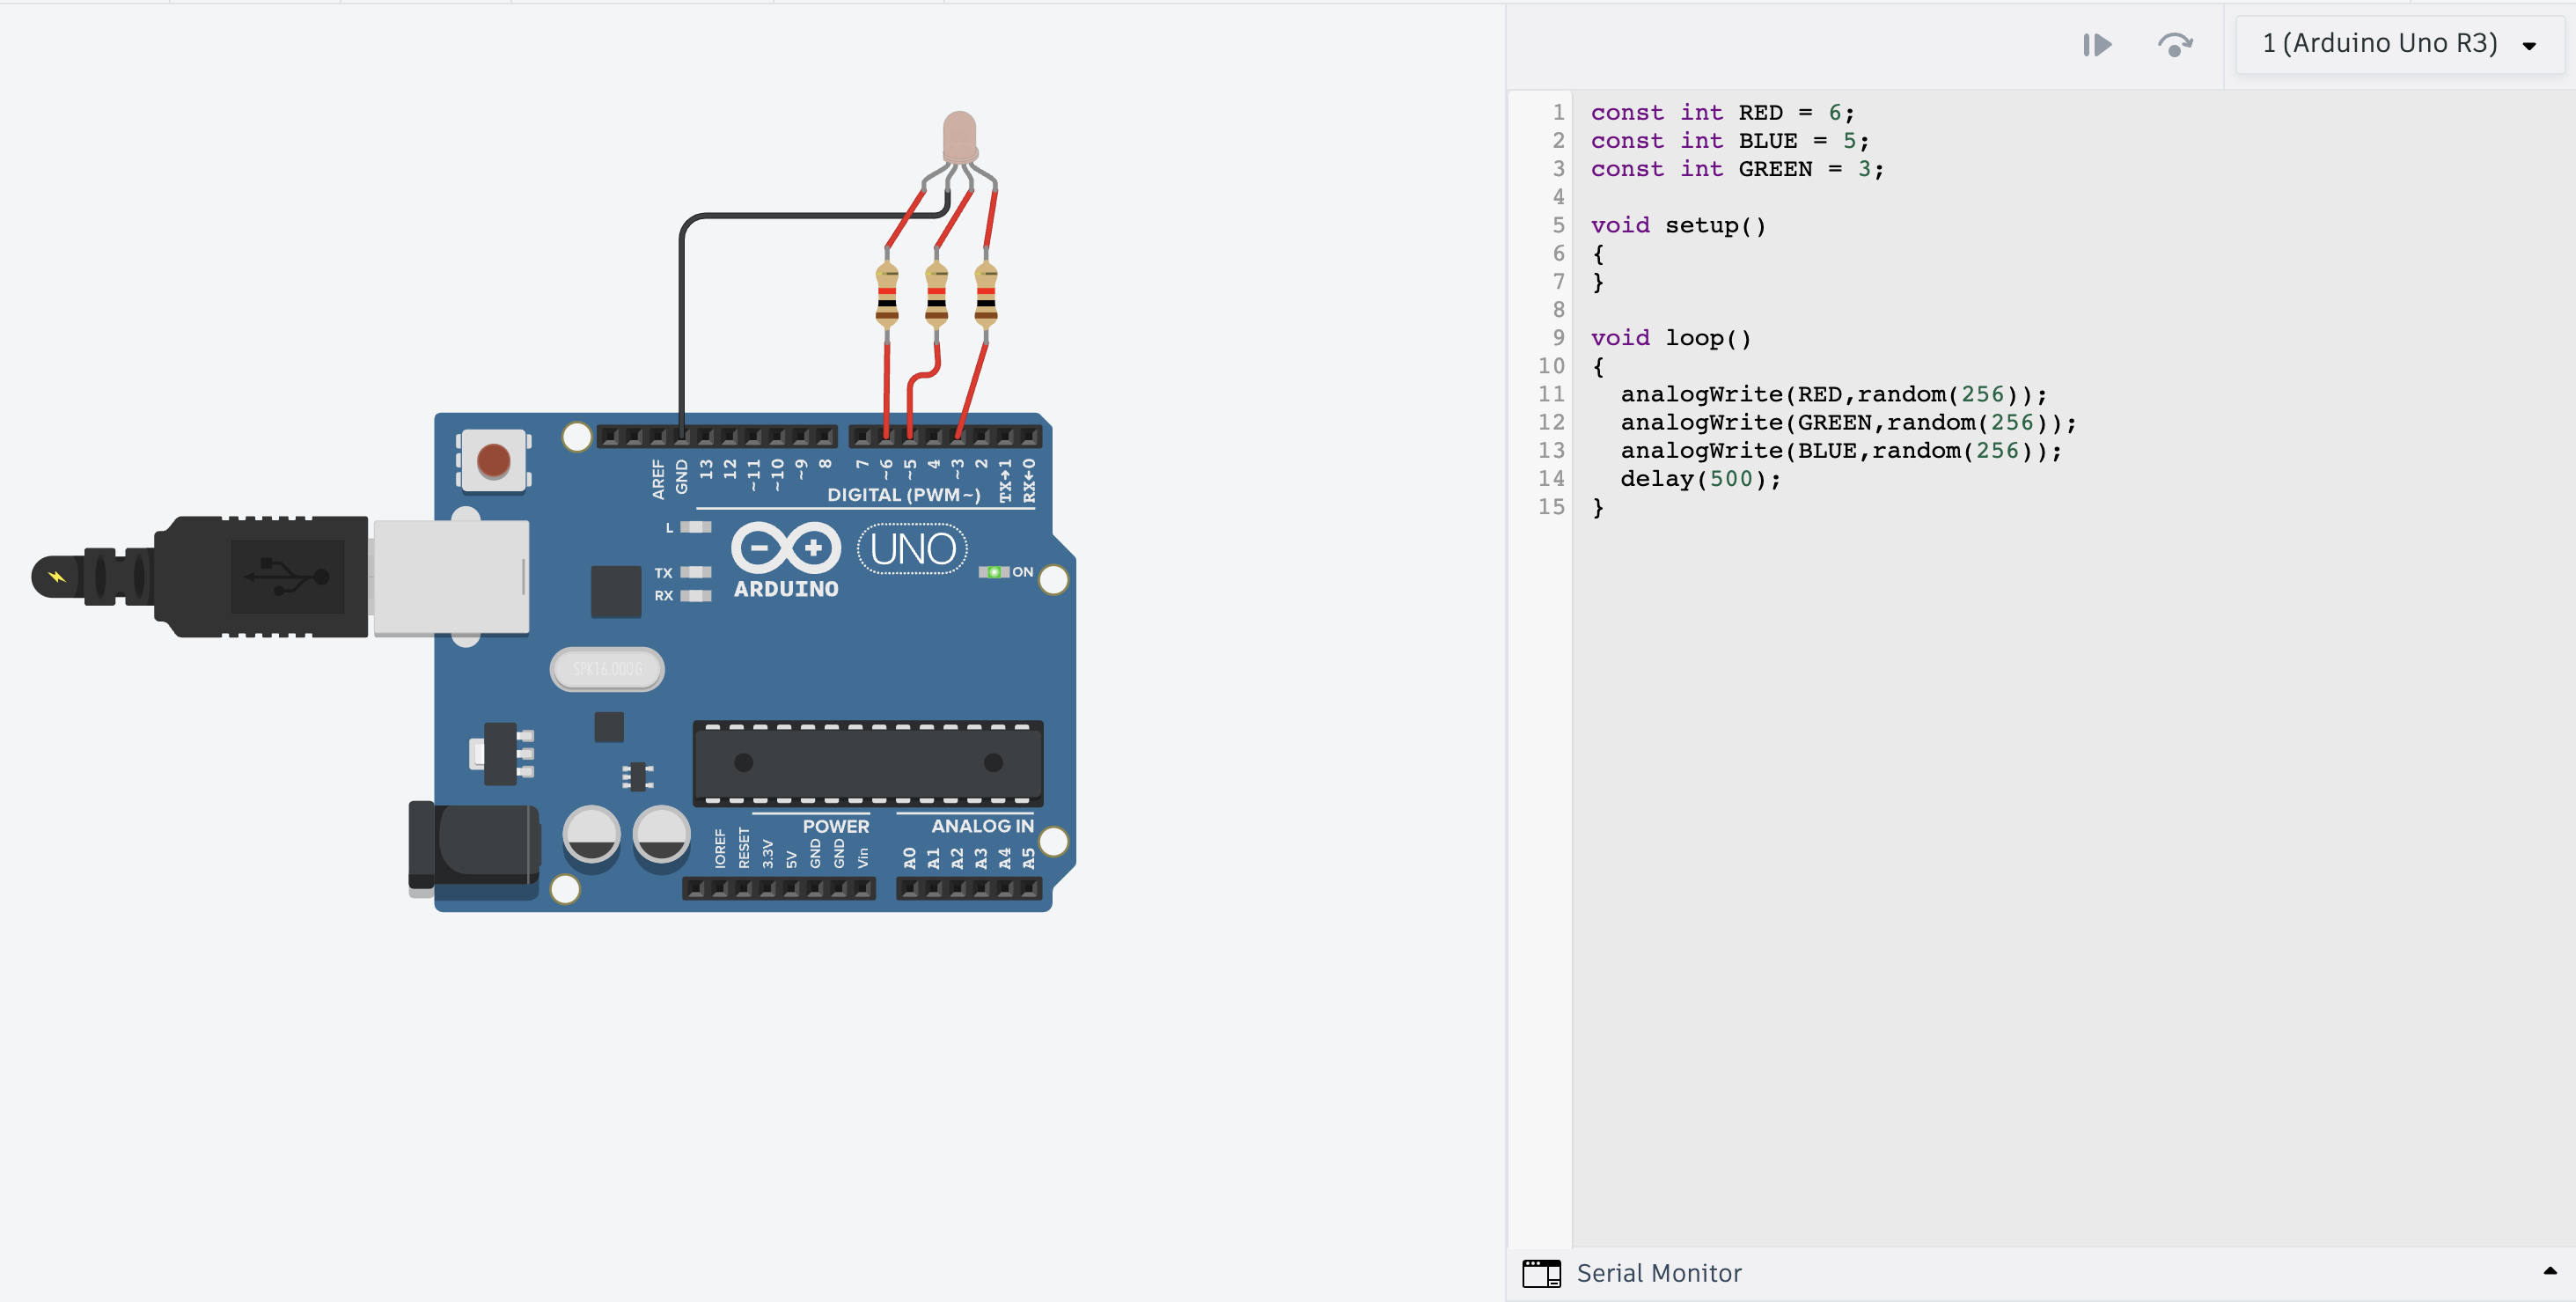 1 (Arduino Uno R3)
1 const int RED = 6;
2 const int BLUE = 5;
3 const int GREEN = 3;
4
5 void setup()
6 {
7 }
8
9 void loop()
10 {
11   analogWrite(RED,random(256));
12   analogWrite(GREEN,random(256));
13   analogWrite(BLUE,random(256));
14   delay(500);
15 }
AREF GND 13 12 ~11 ~10 ~9 8 7 ~6 ~5 4 ~3 2 TX→1 RX←0
DIGITAL (PWM~)
L
TX
RX
ARDUINO
UNO
ON
SPK16.000G
POWER
ANALOG IN
IOREF RESET 3.3V 5V GND GND Vin A0 A1 A2 A3 A4 A5
Serial Monitor